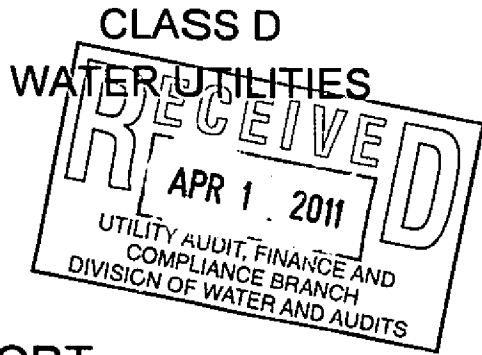 CLASS D
WATER UTILITIES
RECEIVED
APR 1 . 2011
UTILITY AUDIT, FINANCE AND
COMPLIANCE BRANCH
DIVISION OF WATER AND AUDITS